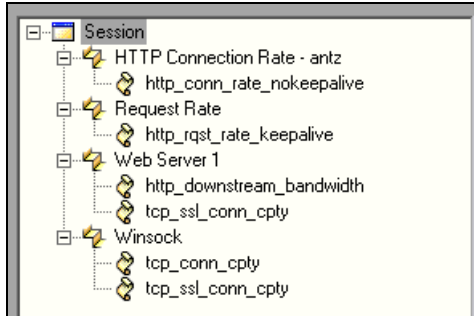 Session
HTTP Connection Rate - antz
http_conn_rate_nokeepalive
Request Rate
http_rqst_rate_keepalive
Web Server 1
http_downstream_bandwidth
tcp_ssl_conn_cpty
Winsock
tcp_conn_cpty
tcp_ssl_conn_cpty